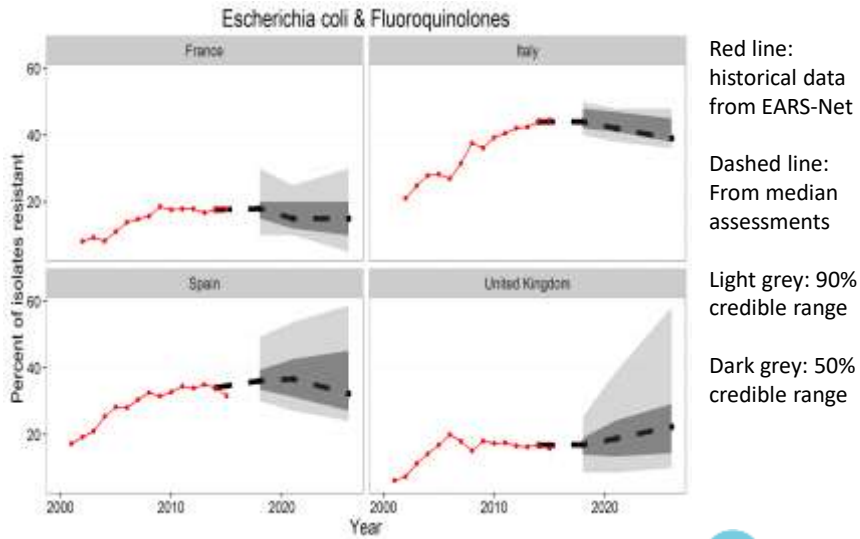 Escherichia coli & Fluoroquinolones
France
Italy
60
40
20
Spain
United Kingdom
60
40
20
2000
2010
2020
2000
2010
2020
Percent of isolates resistant
Year
Red line:
historical data
from EARS-Net
Dashed line:
From median
assessments
Light grey: 90%
credible range
Dark grey: 50%
credible range